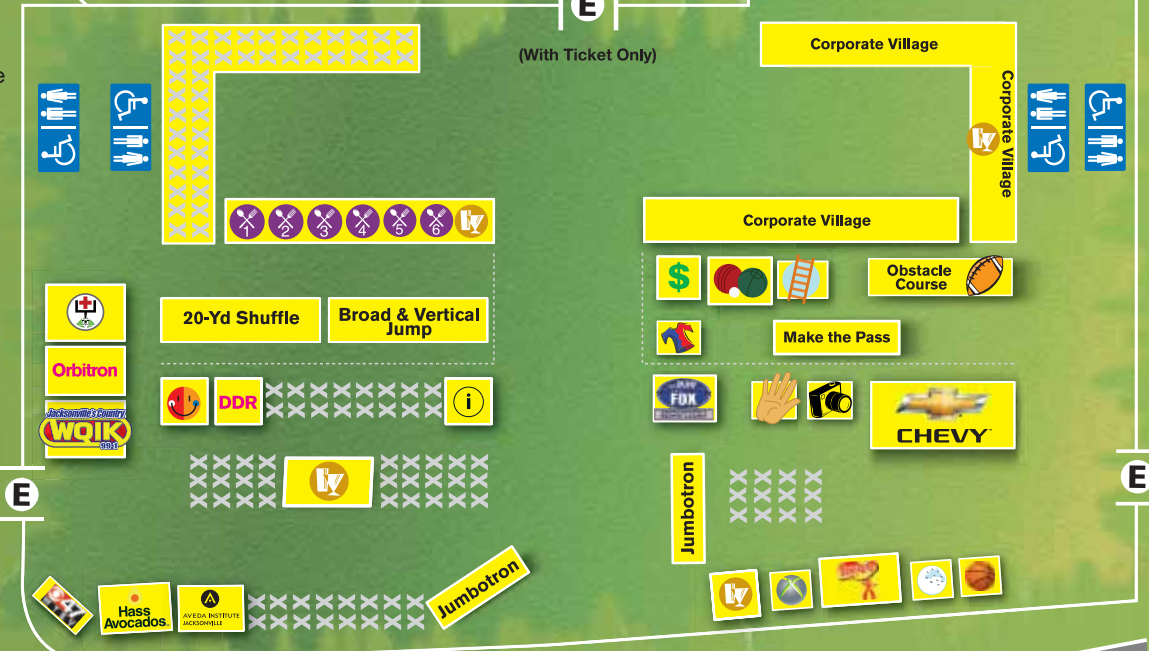 E
(With Ticket Only)
e
Corporate Village
Corporate Village
Corporate Village
1 2 3 4 5 6
$
Obstacle
Course
20-Yd Shuffle
Broad & Vertical
Jump
Make the Pass
Orbitron
DDR
i
FOX
CHEVY
Jacksonville's Country
WQIK
99.1
E
E
Jumbotron
Jumbotron
Hass
Avocados
A
AVEDA INSTITUTE
JACKSONVILLE